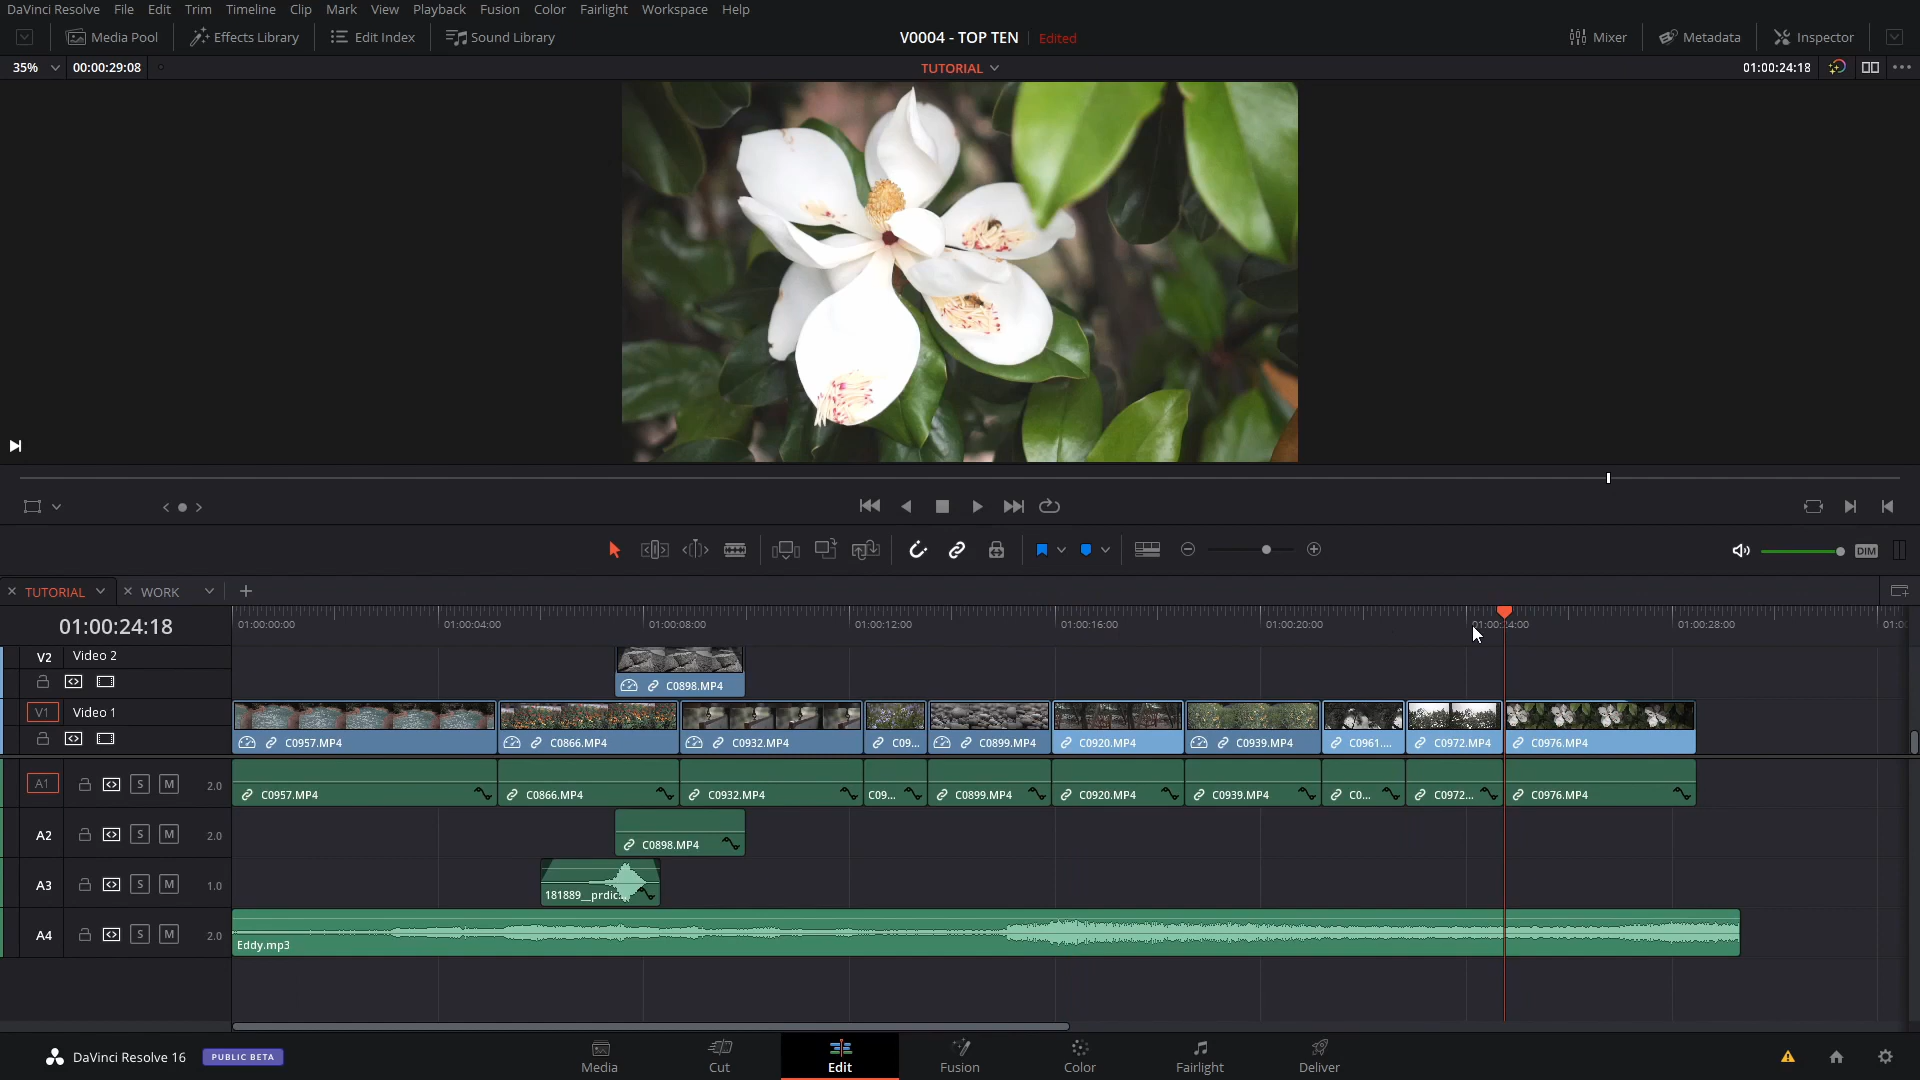 DaVinci Resolve File Edit Trim Timeline Clip Mark View Playback Fusion Color Fairlight Workspace Help
Media Pool Effects Library Edit Index Sound Library V0004 - TOP TEN Edited Mixer Metadata Inspector
35% 00:00:29:08 TUTORIAL 01:00:24:18
DIM
TUTORIAL WORK
01:00:24:18 01:00:00:00 01:00:04:00 01:00:08:00 01:00:12:00 01:00:16:00 01:00:20:00 01:00:24:00 01:00:28:00 01:00:
V2 Video 2
C0898.MP4
V1 Video 1
C0957.MP4 C0866.MP4 C0932.MP4 C09... C0899.MP4 C0920.MP4 C0939.MP4 C0961.... C0972.MP4 C0976.MP4
A1 S M 2.0
C0957.MP4 C0866.MP4 C0932.MP4 C09... C0899.MP4 C0920.MP4 C0939.MP4 C0... C0972... C0976.MP4
A2 S M 2.0
C0898.MP4
A3 S M 1.0
181889__prdic
A4 S M 2.0
Eddy.mp3
DaVinci Resolve 16 PUBLIC BETA Media Cut Edit Fusion Color Fairlight Deliver